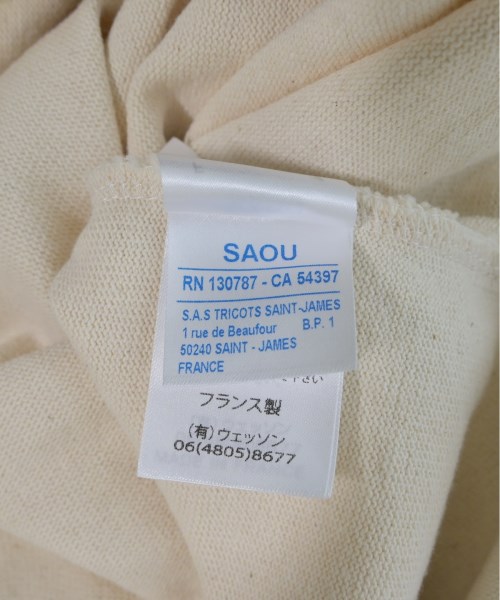 SAOU
RN 130787 - CA 54397
S.A.S TRICOTS SAINT-JAMES
1 rue de Beaufour B.P. 1
50240 SAINT - JAMES
FRANCE
フランス製
(有)ウェッソン
06(4805)8677